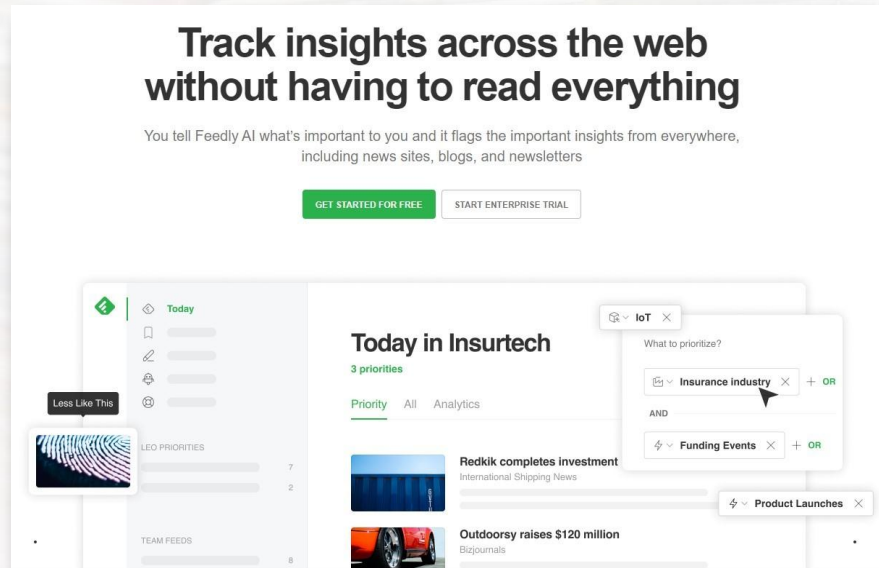 Track insights across the web
without having to read everything
You tell Feedly AI what's important to you and it flags the important insights from everywhere,
including news sites, blogs, and newsletters
GET STARTED FOR FREE
START ENTERPRISE TRIAL
Today
Less Like This
LEO PRIORITIES
7
2
TEAM FEEDS
8
Today in Insurtech
3 priorities
Priority All Analytics
Redkik completes investment
International Shipping News
Outdoorsy raises $120 million
Bizjournals
IoT
What to prioritize?
Insurance industry
OR
AND
Funding Events
OR
Product Launches